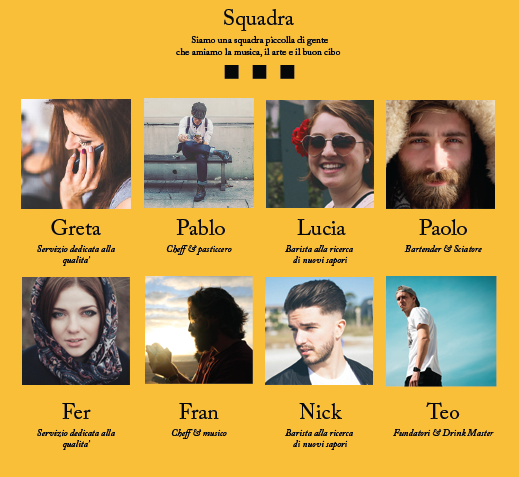 Squadra
Siamo una squadra piccolla di gente
che amiamo la musica, il arte e il buon cibo
Greta Pablo Lucia Paolo
Servizio dedicata alla Cheff & pasticcero Barista alla ricerca Bartender & Sciatore
qualita' di nuovi sapori
Fer Fran Nick Teo
Servizio dedicata alla Cheff & musico Barista alla ricerca Fundatori & Drink Master
qualita' di nuovi sapori